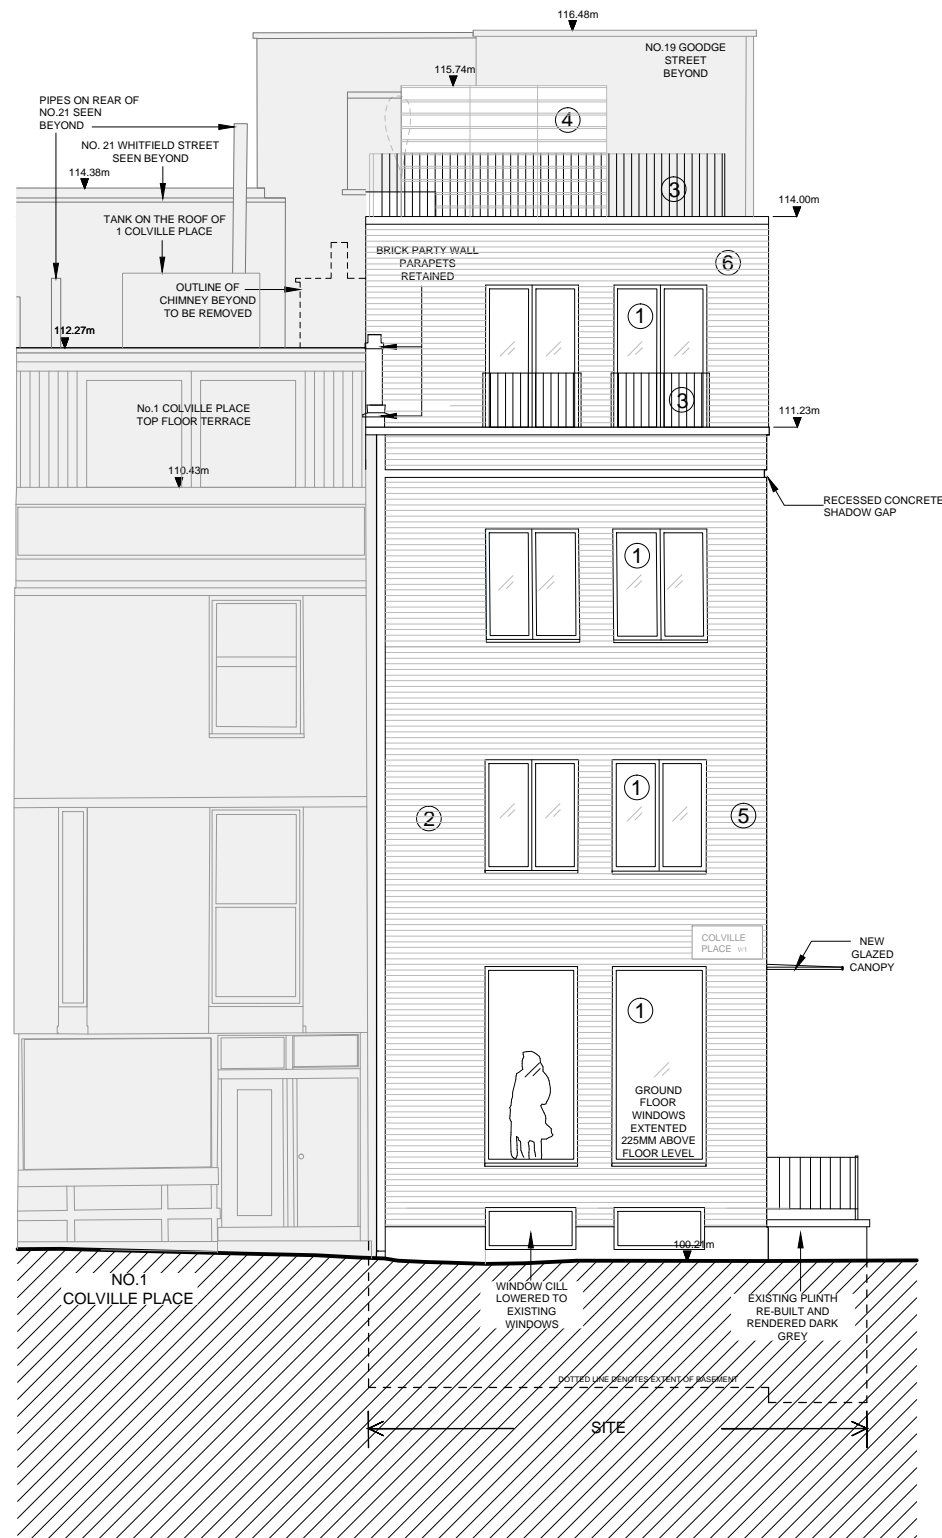 116.48m
NO.19 GOODGE
STREET
BEYOND
115.74m
4
PIPES ON REAR OF
NO.21 SEEN
BEYOND
NO. 21 WHITFIELD STREET
SEEN BEYOND
114.38m
3
114.00m
TANK ON THE ROOF OF
1 COLVILLE PLACE
BRICK PARTY WALL
PARAPETS
RETAINED
6
OUTLINE OF
CHIMNEY BEYOND
TO BE REMOVED
1
112.27m
No.1 COLVILLE PLACE
TOP FLOOR TERRACE
3
111.23m
110.43m
RECESSED CONCRETE
SHADOW GAP
1
1
2
5
COLVILLE
PLACE W1
NEW
GLAZED
CANOPY
1
GROUND
FLOOR
WINDOWS
EXTENTED
225MM ABOVE
FLOOR LEVEL
100.21m
NO.1
COLVILLE PLACE
WINDOW CILL
LOWERED TO
EXISTING
WINDOWS
EXISTING PLINTH
RE-BUILT AND
RENDERED DARK
GREY
DOTTED LINE DENOTES EXTENT OF BASEMENT
SITE